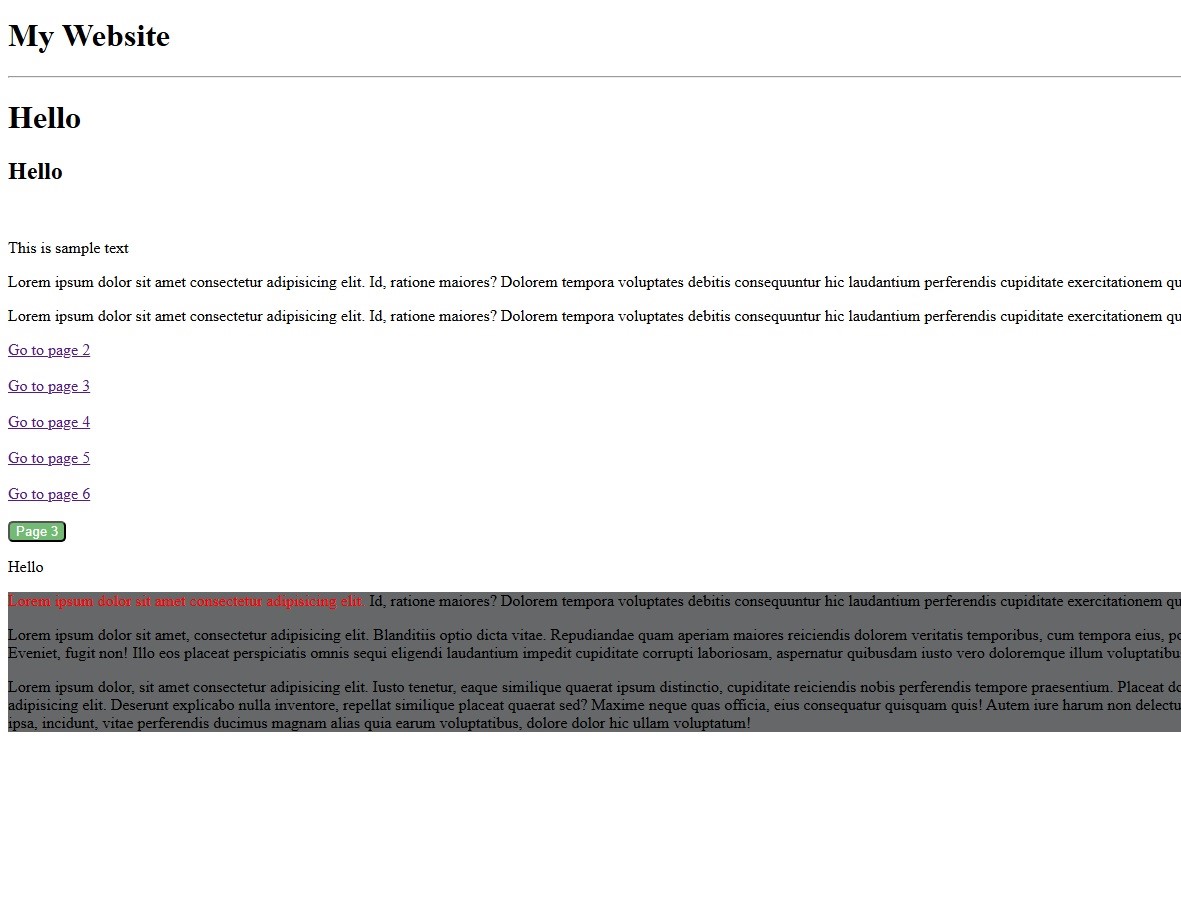 My Website
Hello
Hello
This is sample text
Lorem ipsum dolor sit amet consectetur adipisicing elit. Id, ratione maiores? Dolorem tempora voluptates debitis consequuntur hic laudantium perferendis cupiditate exercitationem qu
Lorem ipsum dolor sit amet consectetur adipisicing elit. Id, ratione maiores? Dolorem tempora voluptates debitis consequuntur hic laudantium perferendis cupiditate exercitationem qu
Go to page 2
Go to page 3
Go to page 4
Go to page 5
Go to page 6
Page 3
Hello
Lorem ipsum dolor sit amet consectetur adipisicing elit. Id, ratione maiores? Dolorem tempora voluptates debitis consequuntur hic laudantium perferendis cupiditate exercitationem qu
Lorem ipsum dolor sit amet, consectetur adipisicing elit. Blanditiis optio dicta vitae. Repudiandae quam aperiam maiores reiciendis dolorem veritatis temporibus, cum tempora eius, po
Eveniet, fugit non! Illo eos placeat perspiciatis omnis sequi eligendi laudantium impedit cupiditate corrupti laboriosam, aspernatur quibusdam iusto vero doloremque illum voluptatibu
Lorem ipsum dolor, sit amet consectetur adipisicing elit. Iusto tenetur, eaque similique quaerat ipsum distinctio, cupiditate reiciendis nobis perferendis tempore praesentium. Placeat do
adipisicing elit. Deserunt explicabo nulla inventore, repellat similique placeat quaerat sed? Maxime neque quas officia, eius consequatur quisquam quis! Autem iure harum non delectu
ipsa, incidunt, vitae perferendis ducimus magnam alias quia earum voluptatibus, dolore dolor hic ullam voluptatum!